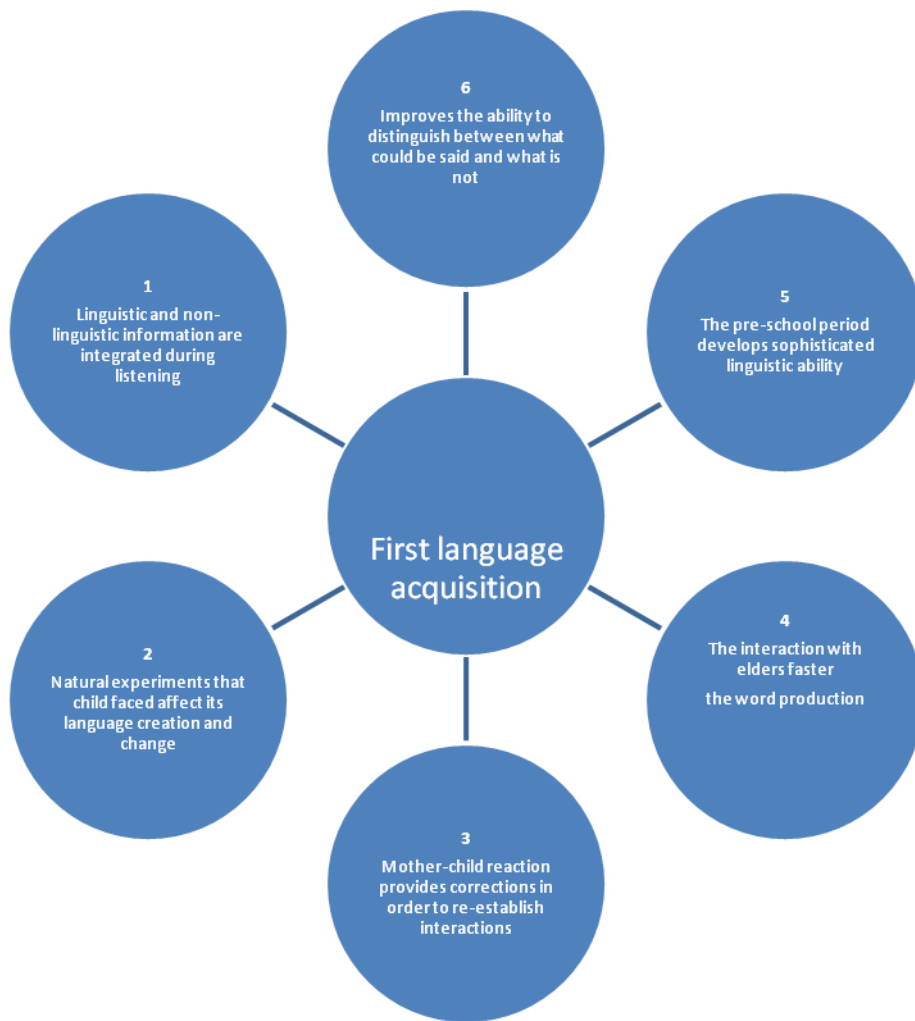 6
Improves the ability to
distinguish between what
could be said and what is
not
1
Linguistic and non-
linguistic information are
integrated during
listening
5
The pre-school period
develops sophisticated
linguistic ability
First language
acquisition
2
Natural experiments that
child faced affect its
language creation and
change
4
The interaction with
elders faster
the word production
3
Mother-child reaction
provides corrections in
order to re-establish
interactions